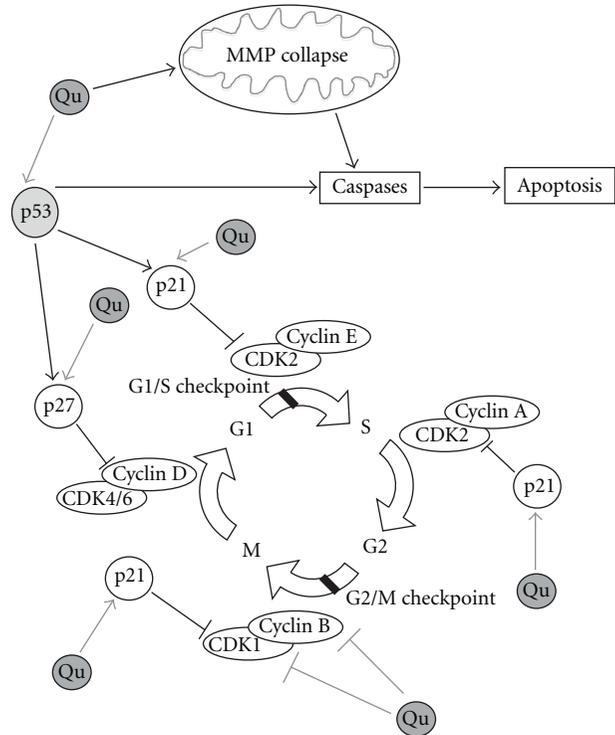 MMP collapse
Qu
Caspases
Apoptosis
p53
Qu
p21
Qu
Cyclin E
CDK2
G1/S checkpoint
p27
G1
S
Cyclin A
CDK2
Cyclin D
CDK4/6
p21
M
G2
p21
G2/M checkpoint
Qu
Cyclin B
CDK1
Qu
Qu